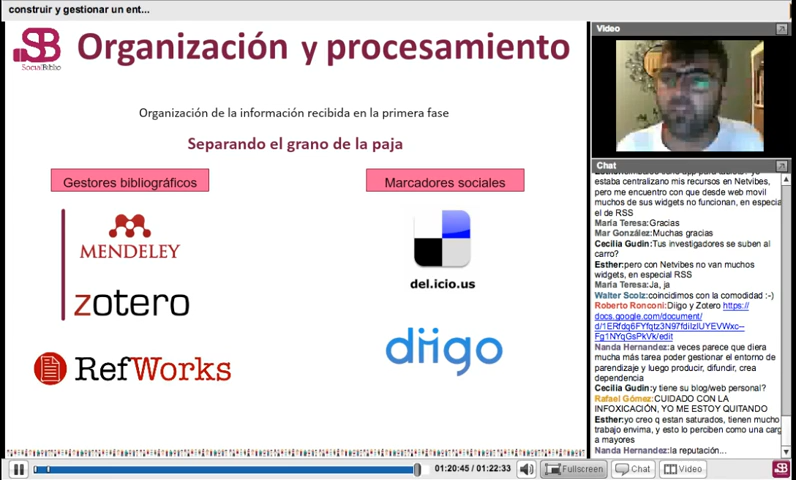 construir y gestionar un ent...
SB
SocialBiblio
Organización y procesamiento
Organización de la información recibida en la primera fase
Separando el grano de la paja
Gestores bibliográficos
Marcadores sociales
MENDELEY
zotero
RefWorks
del.icio.us
diigo
Video
Chat
estaba centralizano mis recursos en Netvibes,
pero me encuentro con que desde web movil
muchos de sus widgets no funcionan, en especia
el de RSS
María Teresa:Gracias
Mar González:Muchas gracias
Cecilia Gudin:Tus investigadores se suben al
carro?
Esther:pero con Netvibes no van muchos
widgets, en especial RSS
María Teresa:Ja, ja
Walter Scolz:coincidimos con la comodidad :-)
Roberto Ronconi:Diigo y Zotero https://
docs.google.com/document/
d/1ERfdq6FYfqtz3N97fdilzlUYEVWxc--
Fg1NYqGsPkVk/edit
Nanda Hernandez:a veces parece que diera
mucha más tarea poder gestionar el entorno de
parendizaje y luego producir, difundir, crea
dependencia
Cecilia Gudin:y tiene su blog/web personal?
Rafael Gómez:CUIDADO CON LA
INFOXICACIÓN, YO ME ESTOY QUITANDO
Esther:yo creo q estan saturados, tienen mucho
trabajo envima, y esto lo perciben como una carg
a mayores
Nanda Hernandez:la reputación...
01:20:45 / 01:22:33
Fullscreen
Chat
Video